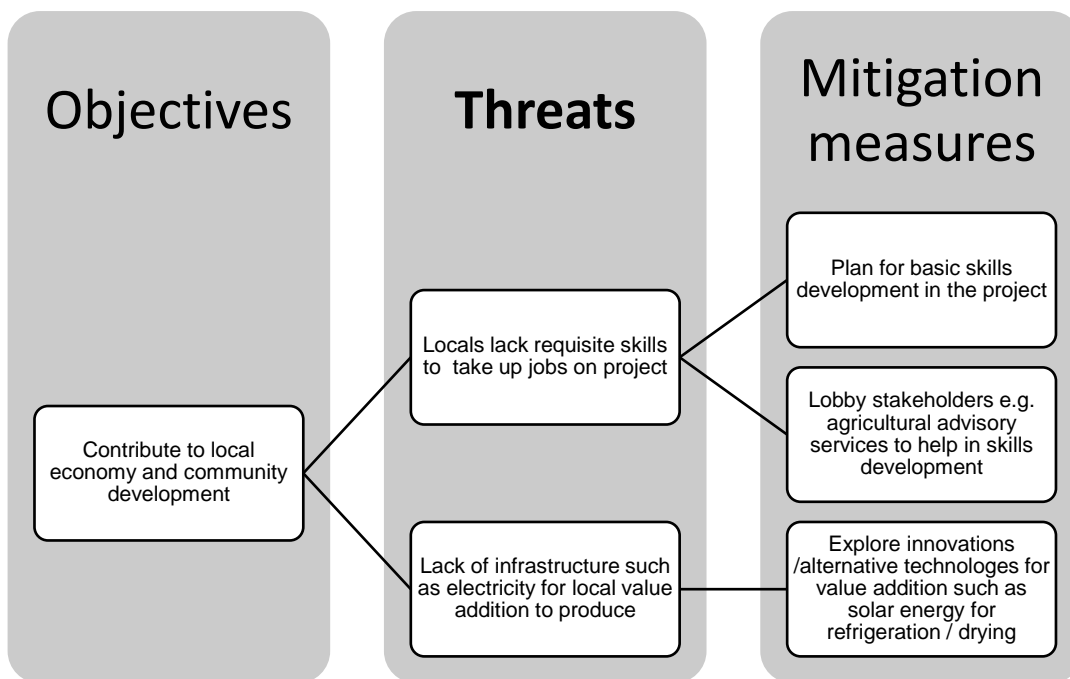 Objectives
Threats
Mitigation
measures
Contribute to local
economy and community
development
Locals lack requisite skills
to take up jobs on project
Lack of infrastructure such
as electricity for local value
addition to produce
Plan for basic skills
development in the project
Lobby stakeholders e.g.
agricultural advisory
services to help in skills
development
Explore innovations
/alternative technologes for
value addition such as
solar energy for
refrigeration / drying